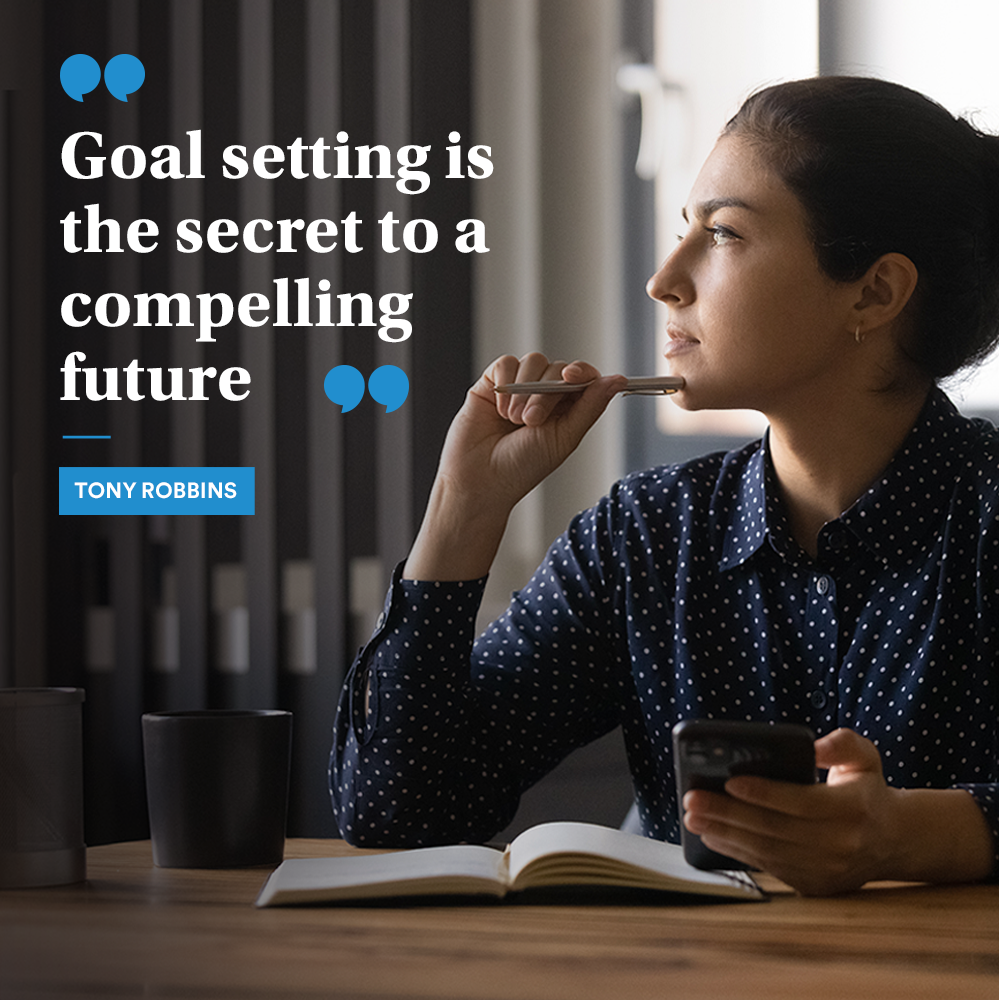 Goal setting is
the secret to a
compelling
future
TONY ROBBINS